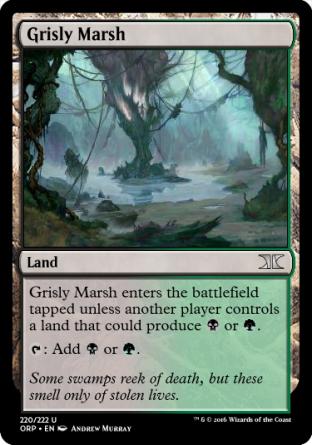 Grisly Marsh
Land
Grisly Marsh enters the battlefield
tapped unless another player controls
a land that could produce or .
: Add or .
Some swamps reek of death, but these
smell only of stolen lives.
220/222 U
ORP • EN ANDREW MURRAY
™ & © 2016 Wizards of the Coast